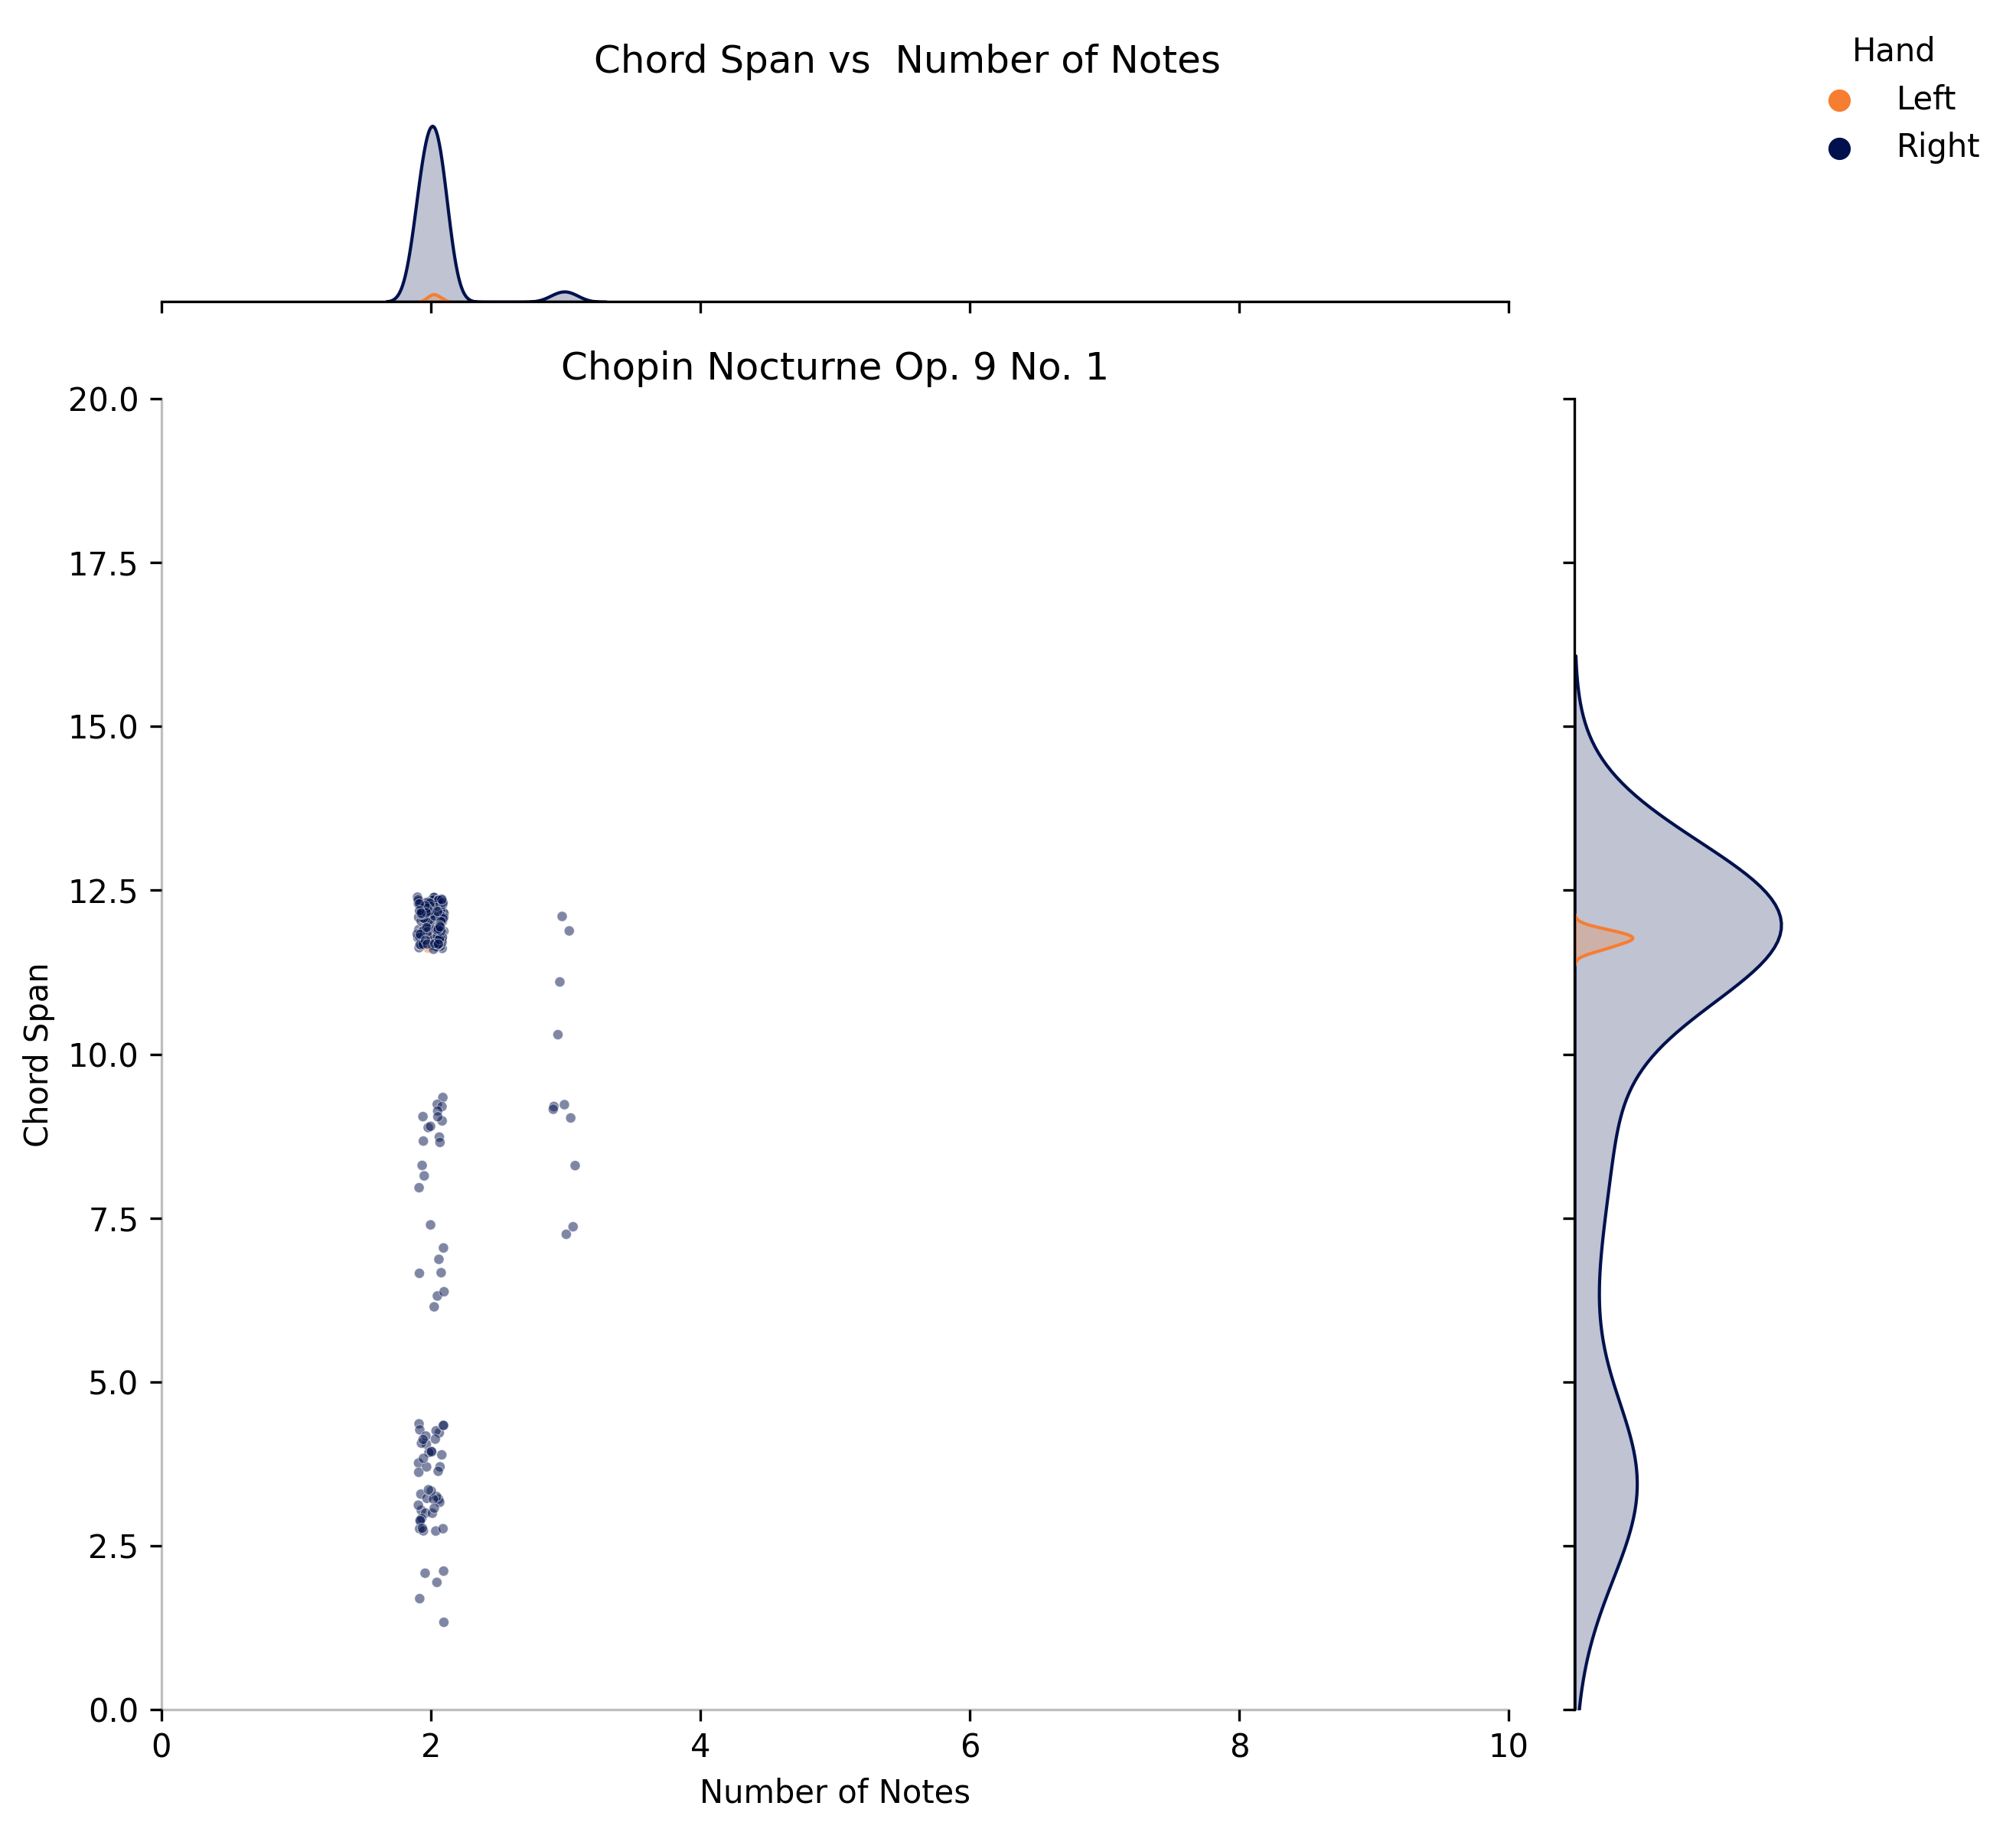 Chord Span vs  Number of Notes
Hand
Left
Right
Chopin Nocturne Op. 9 No. 1
20.0
17.5
15.0
12.5
10.0
7.5
5.0
2.5
0.0
Chord Span
0 2 4 6 8 10
Number of Notes